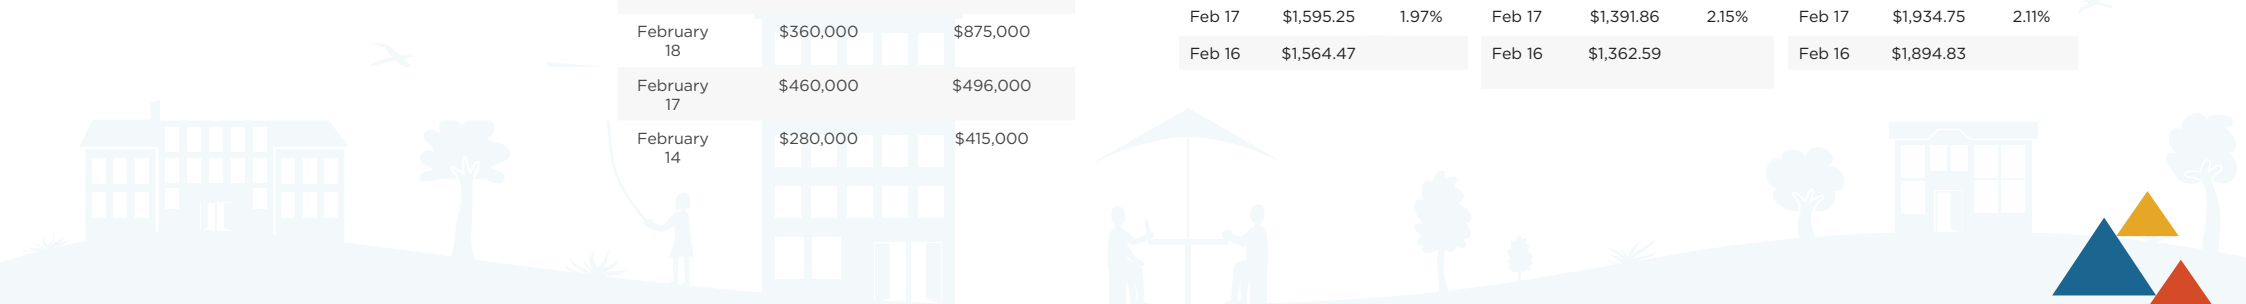 Feb 17 $1,595.25 1.97% Feb 17 $1,391.86 2.15% Feb 17 $1,934.75 2.11%
February $360,000 $875,000
18
Feb 16 $1,564.47 Feb 16 $1,362.59 Feb 16 $1,894.83
February $460,000 $496,000
17
February $280,000 $415,000
14